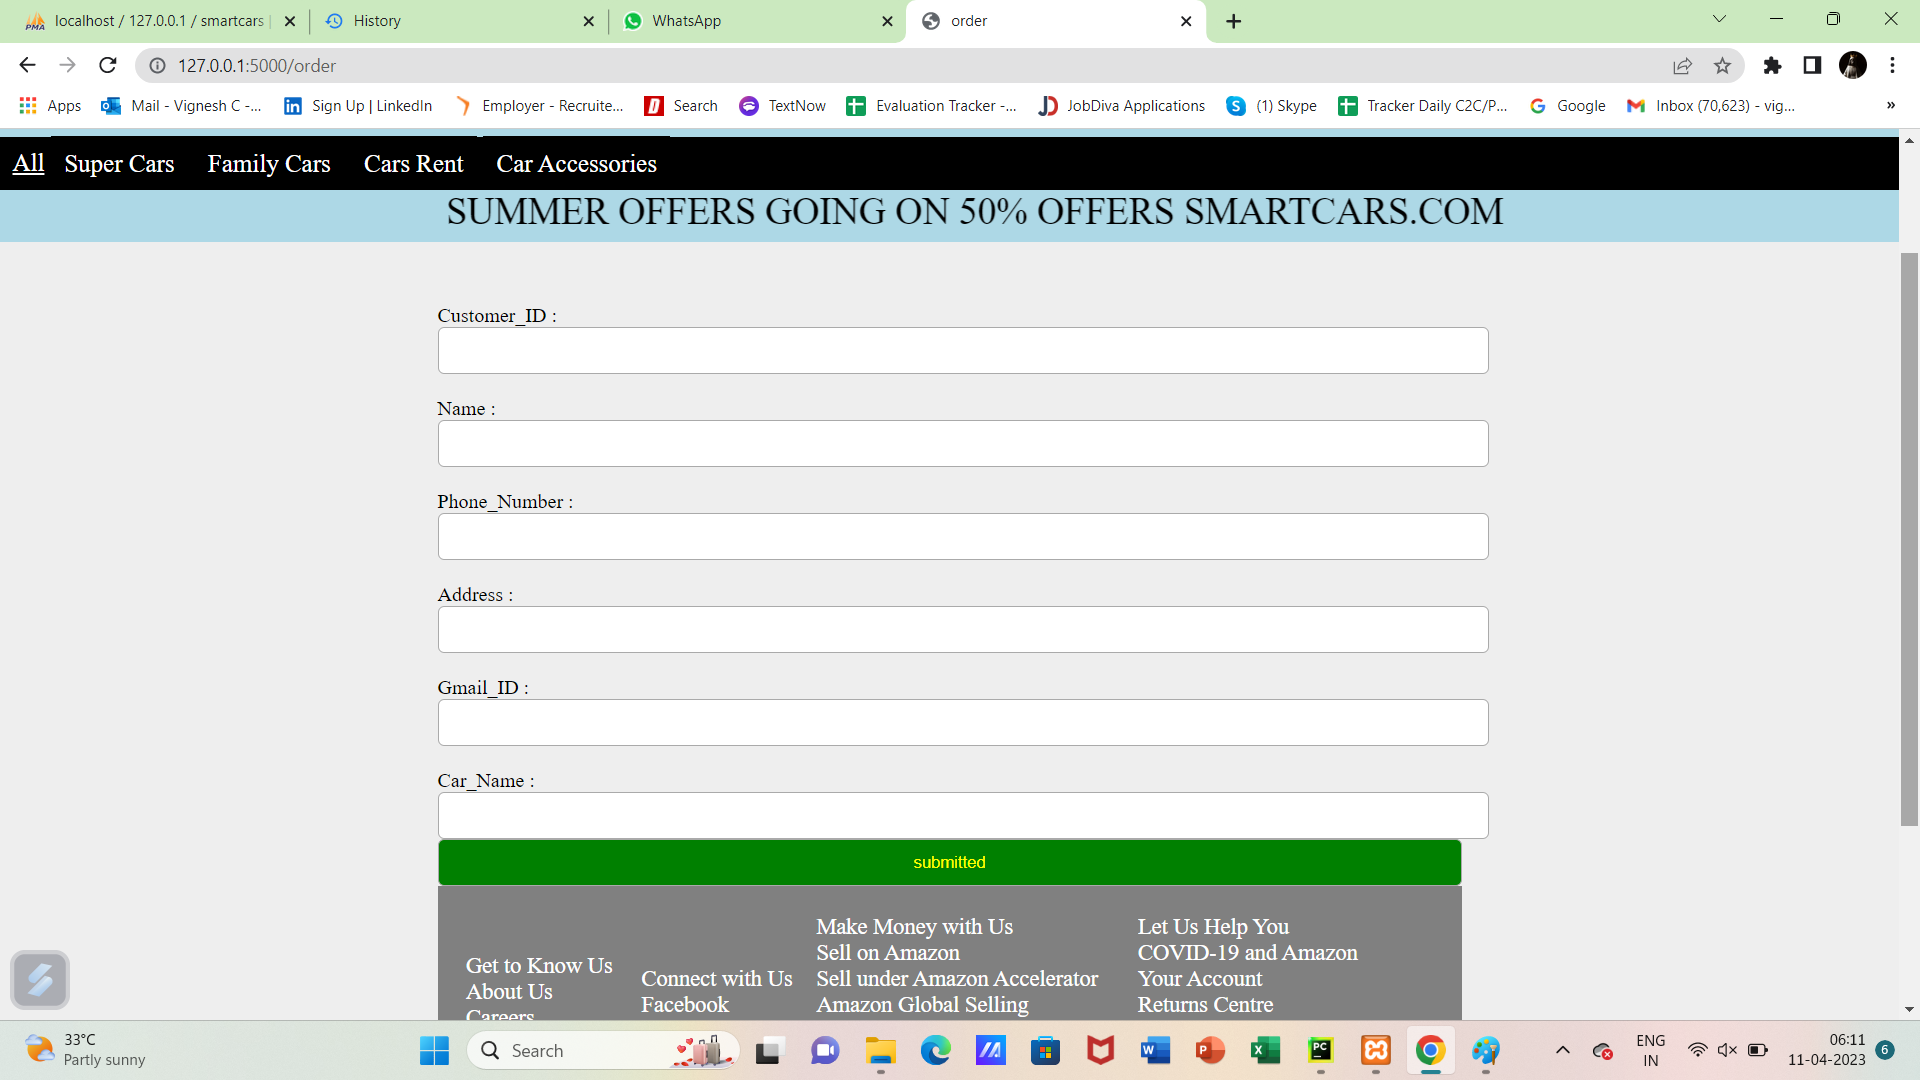 localhost / 127.0.0.1 / smartcars
History
WhatsApp
order
127.0.0.1:5000/order
Apps
Mail - Vignesh C -...
Sign Up | LinkedIn
Employer - Recruite...
Search
TextNow
Evaluation Tracker -...
JobDiva Applications
(1) Skype
Tracker Daily C2C/P...
Google
Inbox (70,623) - vig...
»
All Super Cars Family Cars Cars Rent Car Accessories
SUMMER OFFERS GOING ON 50% OFFERS SMARTCARS.COM
Customer_ID :
Name :
Phone_Number :
Address :
Gmail_ID :
Car_Name :
submitted
Get to Know Us
About Us
Careers
Connect with Us
Facebook
Make Money with Us
Sell on Amazon
Sell under Amazon Accelerator
Amazon Global Selling
Let Us Help You
COVID-19 and Amazon
Your Account
Returns Centre
33°C
Partly sunny
Search
ENG
IN
06:11
11-04-2023
6